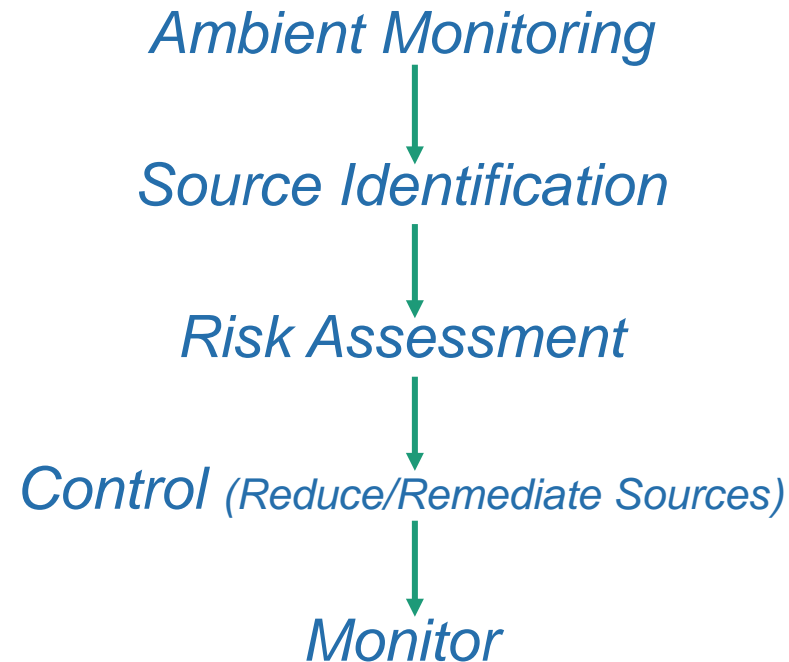 Ambient Monitoring
Source Identification
Risk Assessment
Control (Reduce/Remediate Sources)
Monitor